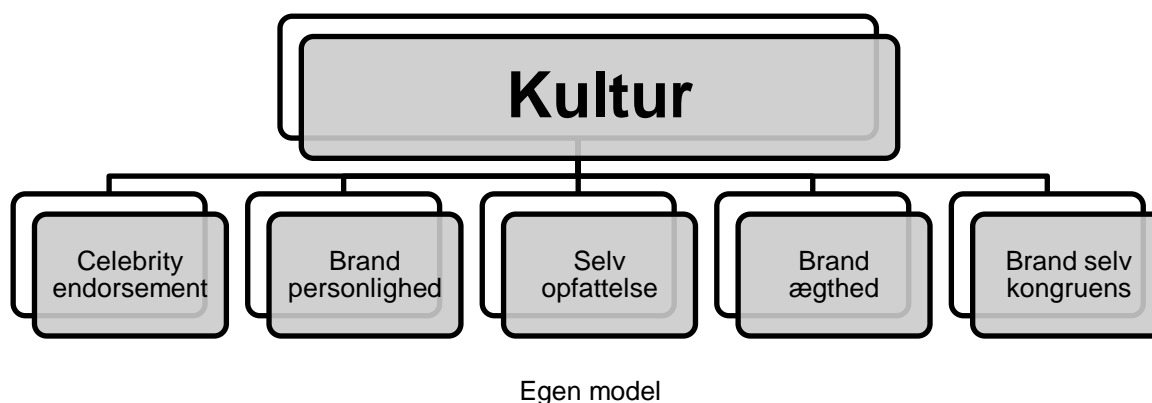 Kultur
Celebrity
endorsement
Brand
personlighed
Selv
opfattelse
Brand
ægthed
Brand selv
kongruens
Egen model